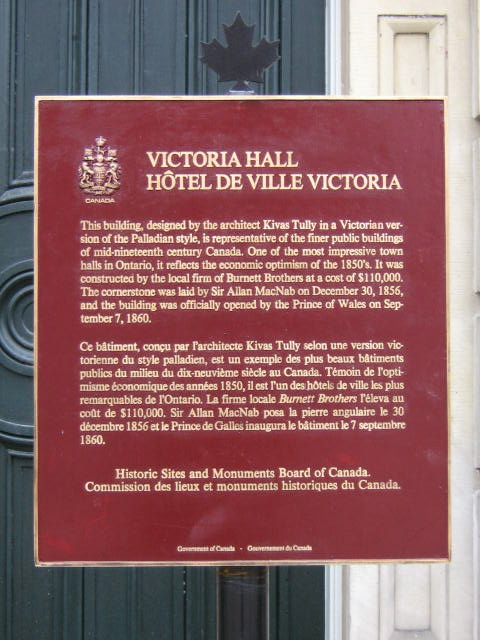 CANADA
VICTORIA HALL
HÔTEL DE VILLE VICTORIA
This building, designed by the architect Kivas Tully in a Victorian ver-
sion of the Palladian style, is representative of the finer public buildings
of mid-nineteenth century Canada. One of the most impressive town
halls in Ontario, it reflects the economic optimism of the 1850's. It was
constructed by the local firm of Burnett Brothers at a cost of $110,000.
The cornerstone was laid by Sir Allan MacNab on December 30, 1856,
and the building was officially opened by the Prince of Wales on Sep-
tember 7, 1860.
Ce bâtiment, conçu par l'architecte Kivas Tully selon une version vic-
torienne du style palladien, est un exemple des plus beaux bâtiments
publics du milieu du dix-neuvième siècle au Canada. Témoin de l'opti-
misme économique des années 1850, il est l'un des hôtels de ville les plus
remarquables de l'Ontario. La firme locale Burnett Brothers l'éleva au
coût de $110,000. Sir Allan MacNab posa la pierre angulaire le 30
décembre 1856 et le Prince de Galles inaugura le bâtiment le 7 septembre
1860.
Historic Sites and Monuments Board of Canada.
Commission des lieux et monuments historiques du Canada.
Government of Canada - Gouvernement du Canada